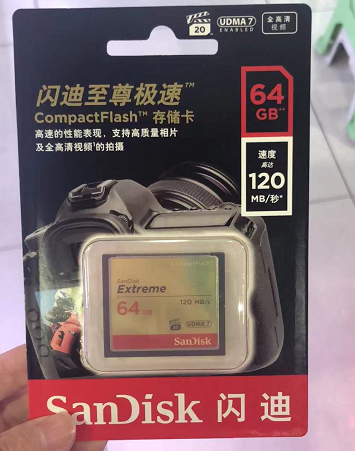 20
UDMA 7
ENABLED
全高清
视频
闪迪至尊极速™
CompactFlash™ 存储卡
高速的性能表现，支持高质量相片
及全高清视频¹的拍摄
64
GB**
速度
高达
120
MB/秒*
SanDisk
Extreme
120 MB/s
64 GB
20
UDMA 7
SanDisk
SanDisk 闪迪